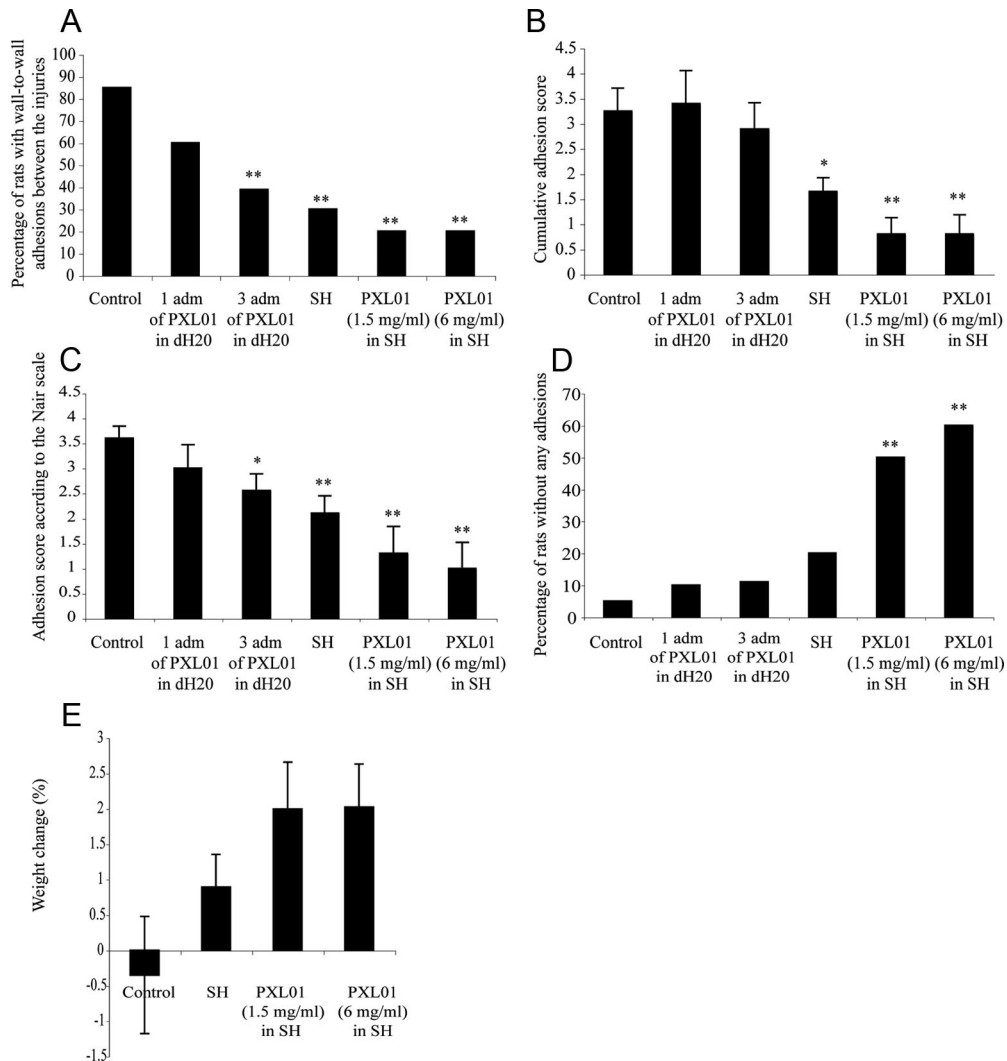 A
Percentage of rats with wall-to-wall
adhesions between the injuries
100
90
80
70
60
50
40
30
20
10
0
**
**
**
**
Control
1 adm
of PXL01
in dH20
3 adm
of PXL01
in dH20
SH
PXL01
(1.5 mg/ml)
in SH
PXL01
(6 mg/ml)
in SH
B
Cumulative adhesion score
4.5
4
3.5
3
2.5
2
1.5
1
0.5
0
*
**
**
Control
1 adm
of PXL01
in dH20
3 adm
of PXL01
in dH20
SH
PXL01
(1.5 mg/ml)
in SH
PXL01
(6 mg/ml)
in SH
C
Adhesion score accrding to the Nair scale
4.5
4
3.5
3
2.5
2
1.5
1
0.5
0
*
**
**
**
Control
1 adm
of PXL01
in dH20
3 adm
of PXL01
in dH20
SH
PXL01
(1.5 mg/ml)
in SH
PXL01
(6 mg/ml)
in SH
D
Percentage of rats without any adhesions
70
60
50
40
30
20
10
0
**
**
Control
1 adm
of PXL01
in dH20
3 adm
of PXL01
in dH20
SH
PXL01
(1.5 mg/ml)
in SH
PXL01
(6 mg/ml)
in SH
E
Weight change (%)
3
2.5
2
1.5
1
0.5
0
-0.5
-1
-1.5
Control
SH
PXL01
(1.5 mg/ml)
in SH
PXL01
(6 mg/ml)
in SH